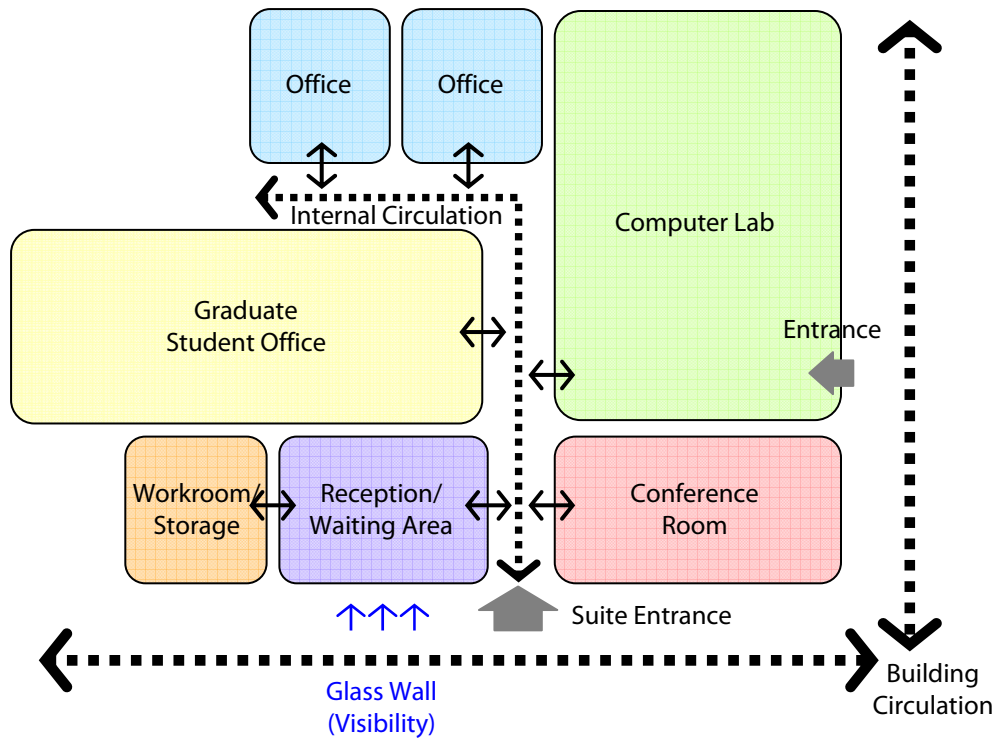 Office
Office
Internal Circulation
Computer Lab
Graduate
Student Office
Entrance
Workroom/
Storage
Reception/
Waiting Area
Conference
Room
Suite Entrance
Glass Wall
(Visibility)
Building
Circulation